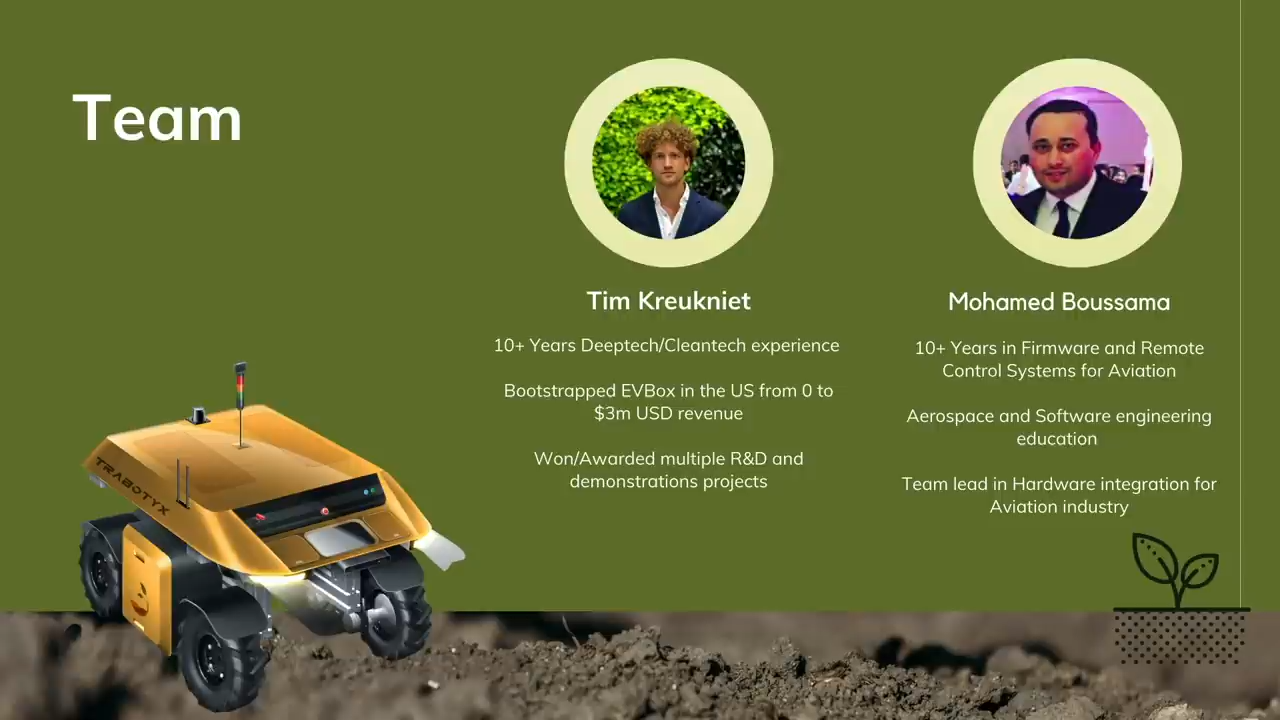 Team
Tim Kreukniet
10+ Years Deeptech/Cleantech experience
Bootstrapped EVBox in the US from 0 to
$3m USD revenue
Won/Awarded multiple R&D and
demonstrations projects
Mohamed Boussama
10+ Years in Firmware and Remote
Control Systems for Aviation
Aerospace and Software engineering
education
Team lead in Hardware integration for
Aviation industry
TRABOTYX